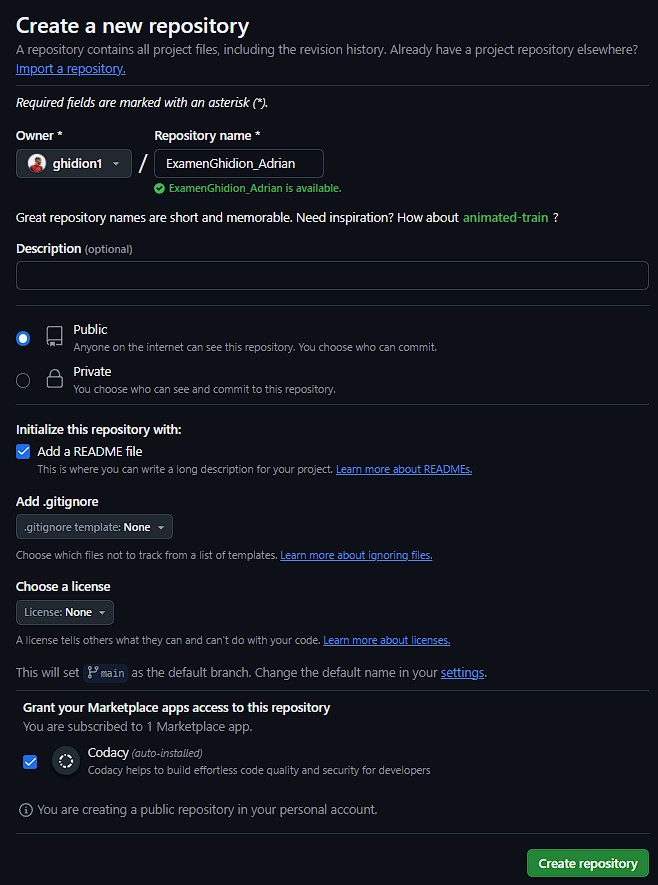 Create a new repository
A repository contains all project files, including the revision history. Already have a project repository elsewhere?
Import a repository.
Required fields are marked with an asterisk (*).
Owner * Repository name *
ghidion1 / ExamenGhidion_Adrian
ExamenGhidion_Adrian is available.
Great repository names are short and memorable. Need inspiration? How about animated-train ?
Description (optional)
Public
Anyone on the internet can see this repository. You choose who can commit.
Private
You choose who can see and commit to this repository.
Initialize this repository with:
Add a README file
This is where you can write a long description for your project. Learn more about READMEs.
Add .gitignore
.gitignore template: None
Choose which files not to track from a list of templates. Learn more about ignoring files.
Choose a license
License: None
A license tells others what they can and can't do with your code. Learn more about licenses.
This will set main as the default branch. Change the default name in your settings.
Grant your Marketplace apps access to this repository
You are subscribed to 1 Marketplace app.
Codacy (auto-installed)
Codacy helps to build effortless code quality and security for developers
You are creating a public repository in your personal account.
Create repository